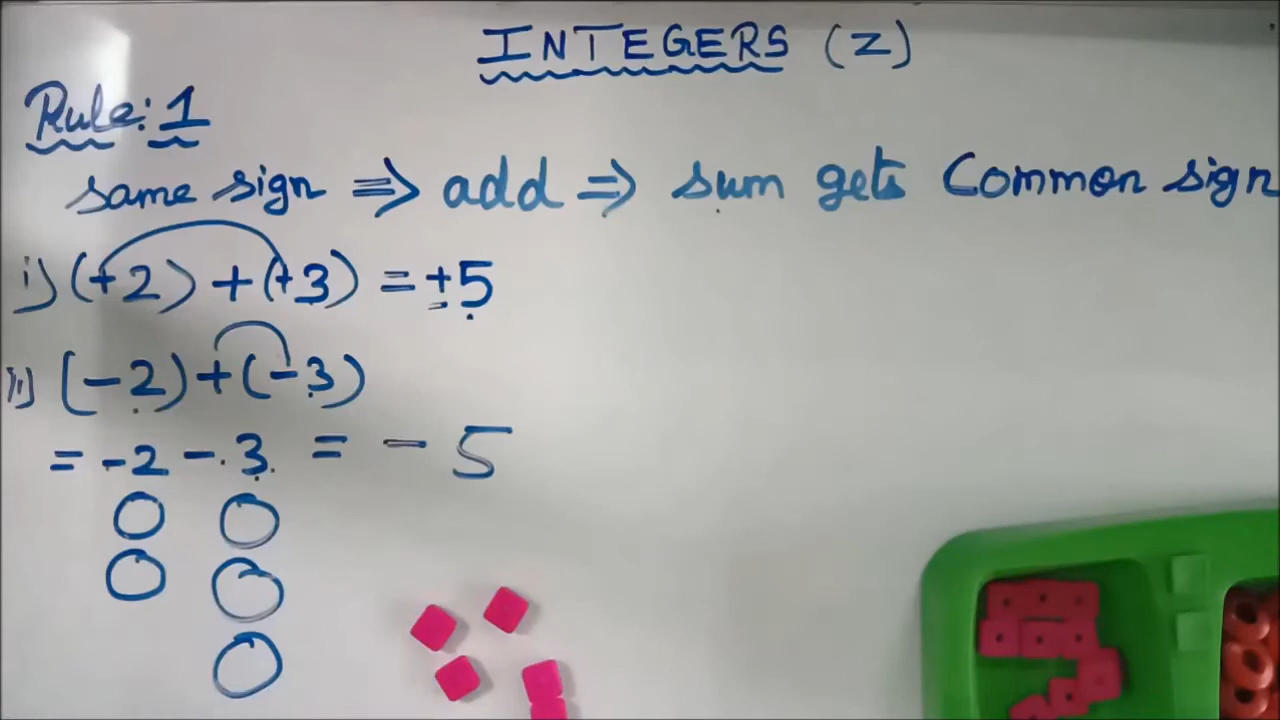 INTEGERS (Z)
Rule: 1
same sign ⇒ add ⇒ sum gets Common sign
i) (+2) + (+3) = +5
ii) (-2) + (-3)
= -2 - 3 = - 5